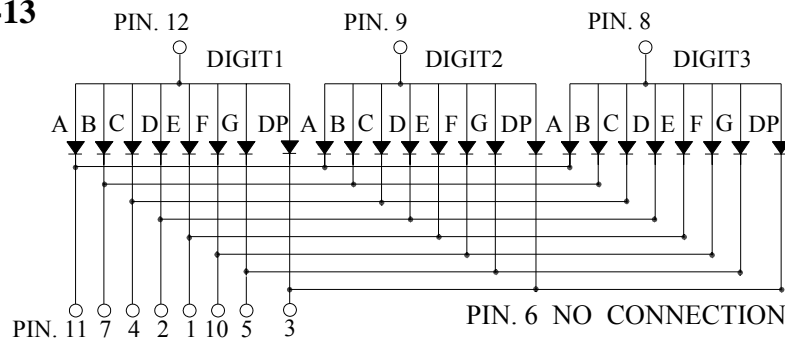 13
PIN. 12 PIN. 9 PIN. 8
DIGIT1 DIGIT2 DIGIT3
A B C D E F G DP A B C D E F G DP A B C D E F G DP
PIN. 6 NO CONNECTION
PIN. 11 7 4 2 1 10 5 3